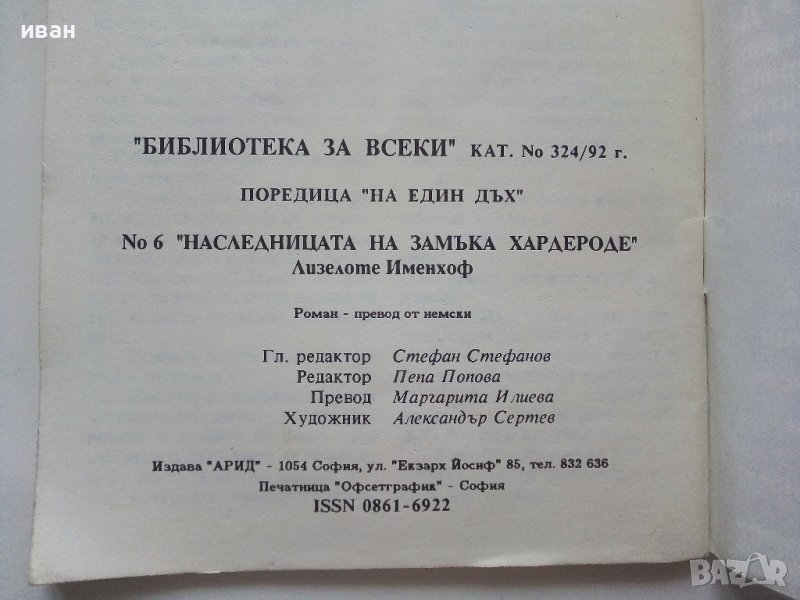 иван
"БИБЛИОТЕКА ЗА ВСЕКИ" КАТ. No 324/92 г.
ПОРЕДИЦА "НА ЕДИН ДЪХ"
No 6 "НАСЛЕДНИЦАТА НА ЗАМЪКА ХАРДЕРОДЕ"
Лизелоте Именхоф
Роман - превод от немски
Гл. редактор Стефан Стефанов
Редактор Пепа Попова
Превод Маргарита Илиева
Художник Александър Сертев
Издава "АРИД" - 1054 София, ул. "Екзарх Йосиф" 85, тел. 832 636
Печатница "Офсетграфик" - София
ISSN 0861-6922
BAZAR